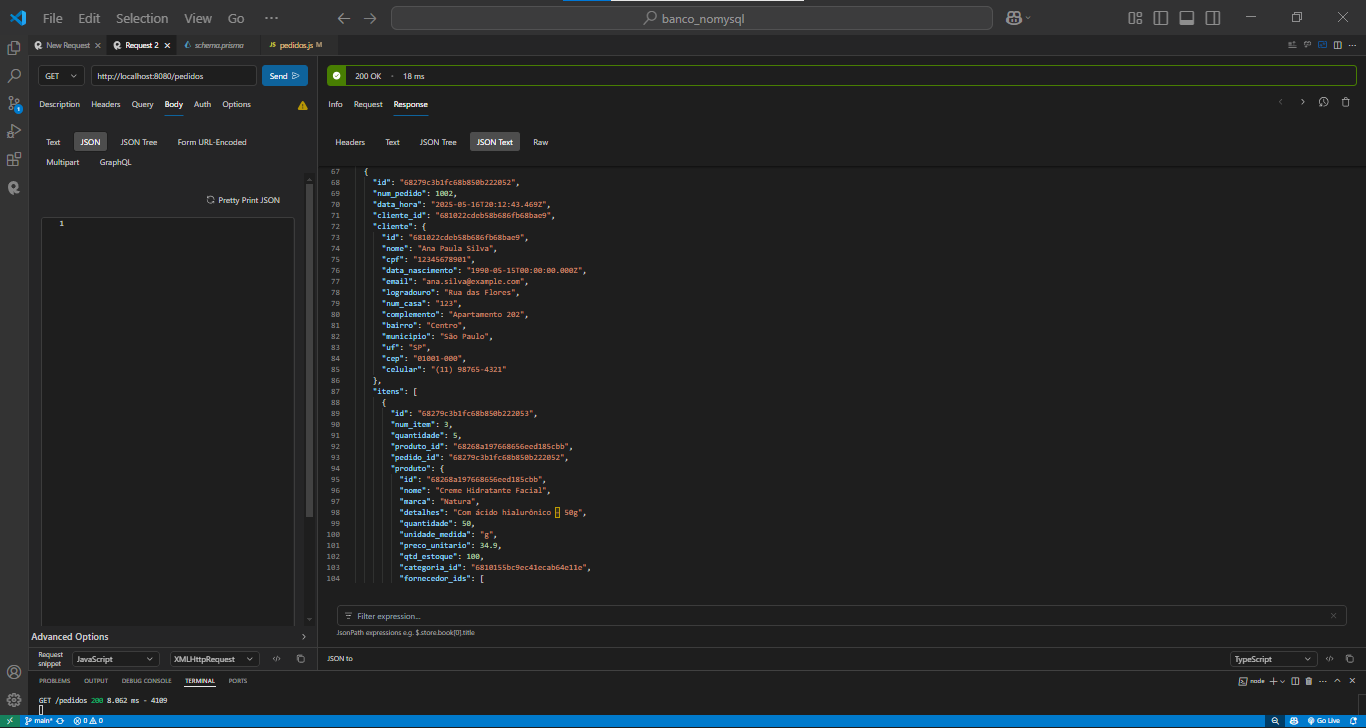 File Edit Selection View Go ··· banco_nomysql
New Request × Request 2 × schema.prisma JS pedidos.js M
GET http://localhost:8080/pedidos Send
200 OK · 18 ms
Description Headers Query Body Auth Options
Info Request Response
Text JSON JSON Tree Form URL-Encoded
Multipart GraphQL
Headers Text JSON Tree JSON Text Raw
Pretty Print JSON
1
67 {
68 "id": "68279c3b1fc68b850b222052",
69 "num_pedido": 1002,
70 "data_hora": "2025-05-16T20:12:43.469Z",
71 "cliente_id": "681022cdeb58b686fb68bae9",
72 "cliente": {
73 "id": "681022cdeb58b686fb68bae9",
74 "nome": "Ana Paula Silva",
75 "cpf": "12345678901",
76 "data_nascimento": "1990-05-15T00:00:00.000Z",
77 "email": "ana.silva@example.com",
78 "logradouro": "Rua das Flores",
79 "num_casa": "123",
80 "complemento": "Apartamento 202",
81 "bairro": "Centro",
82 "municipio": "São Paulo",
83 "uf": "SP",
84 "cep": "01001-000",
85 "celular": "(11) 98765-4321"
86 },
87 "itens": [
88 {
89 "id": "68279c3b1fc68b850b222053",
90 "num_item": 3,
91 "quantidade": 5,
92 "produto_id": "68268a197668656eed185cbb",
93 "pedido_id": "68279c3b1fc68b850b222052",
94 "produto": {
95 "id": "68268a197668656eed185cbb",
96 "nome": "Creme Hidratante Facial",
97 "marca": "Natura",
98 "detalhes": "Com ácido hialurônico – 50g",
99 "quantidade": 50,
100 "unidade_medida": "g",
101 "preco_unitario": 34.9,
102 "qtd_estoque": 100,
103 "categoria_id": "6810155bc9ec41ecab64e11e",
104 "fornecedor_ids": [
Filter expression...
JsonPath expressions e.g. $.store.book[0].title
Advanced Options
Request snippet JavaScript XMLHttpRequest
JSON to TypeScript
PROBLEMS OUTPUT DEBUG CONSOLE TERMINAL PORTS node
GET /pedidos 200 8.062 ms - 4109
main* 0 0 Go Live